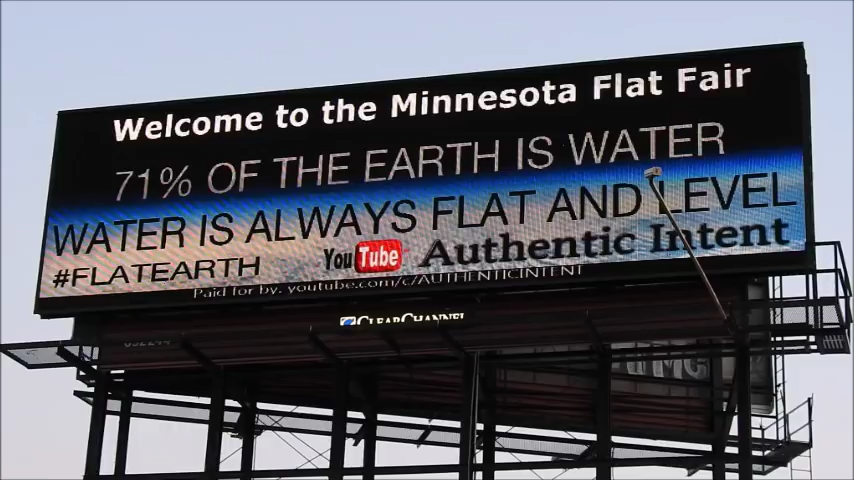 Welcome to the Minnesota Flat Fair
71% OF THE EARTH IS WATER
WATER IS ALWAYS FLAT AND LEVEL
#FLATEARTH YouTube Authentic Intent
Paid for by: youtube.com/c/AUTHENTICINTENT
CLEARCHANNEL